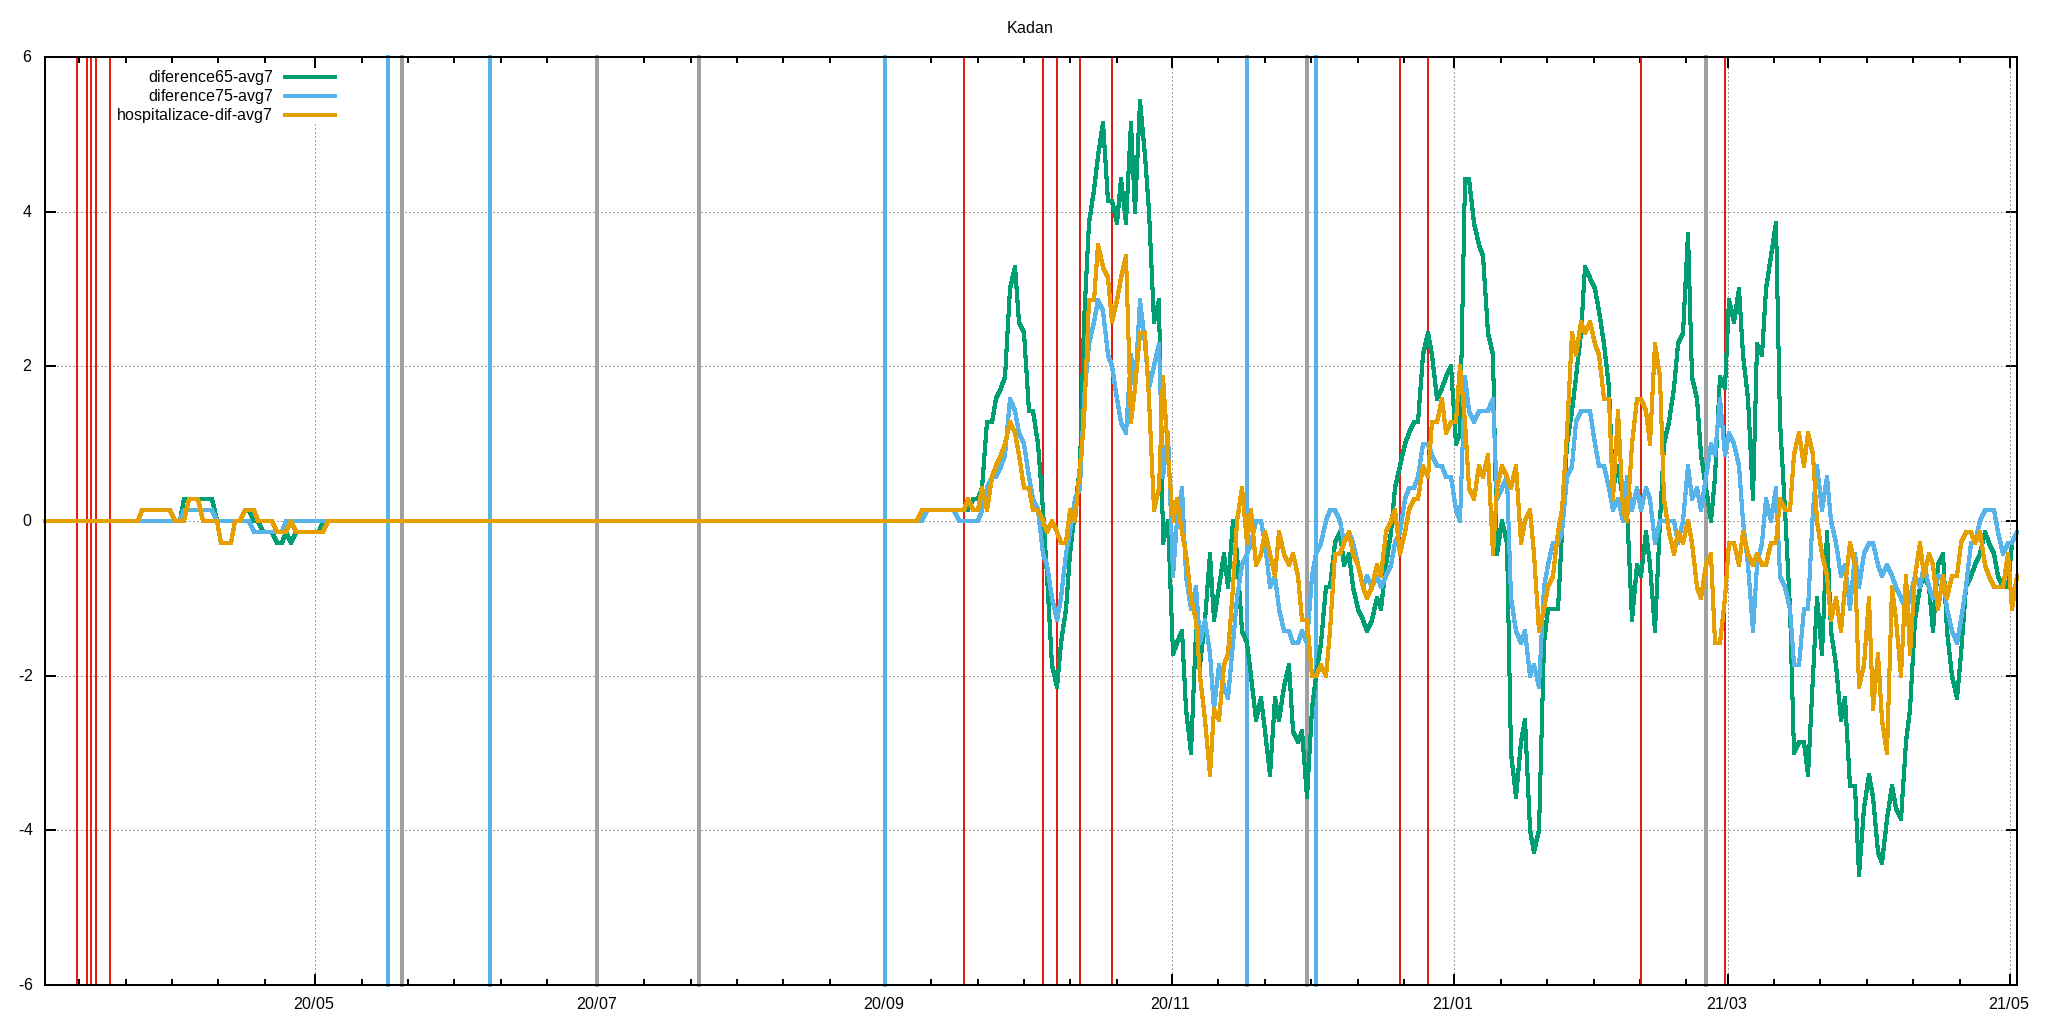 Kadan
6
diference65-avg7
diference75-avg7
hospitalizace-dif-avg7
4
2
0
-2
-4
-6
20/05 20/07 20/09 20/11 21/01 21/03 21/05